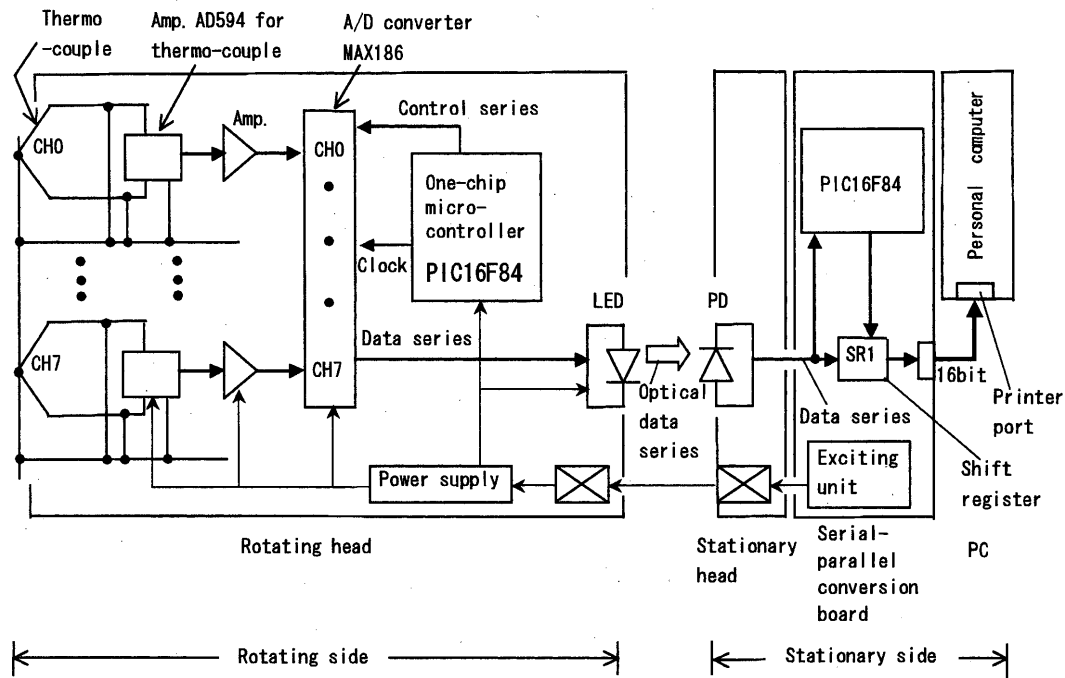 Thermo
-couple
Amp. AD594 for
thermo-couple
A/D converter
MAX186
Control series
Amp.
CH0
CH0
One-chip
micro-
controller
PIC16F84
Clock
Data series
CH7
CH7
LED
PD
Optical
data
series
Power supply
PIC16F84
SR1
16bit
Data series
Exciting
unit
Personal computer
Printer
port
Shift
register
Rotating head
Stationary
head
Serial-
parallel
conversion
board
PC
Rotating side
Stationary side